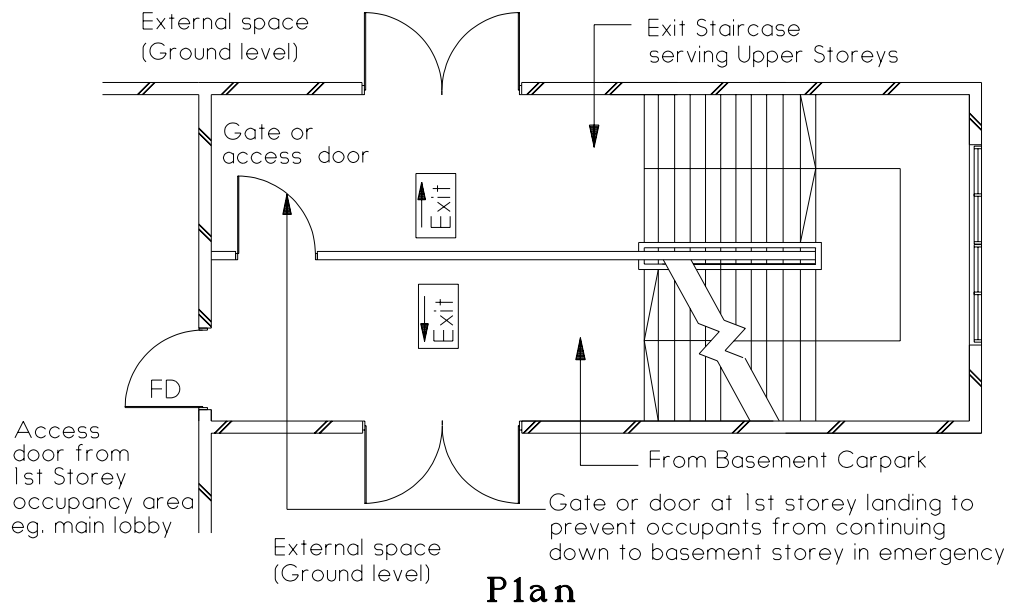 External space
(Ground level)
Exit Staircase
serving Upper Storeys
Gate or
access door
Exit
Exit
FD
Access
door from
1st Storey
occupancy area
eg. main lobby
From Basement Carpark
Gate or door at 1st storey landing to
prevent occupants from continuing
down to basement storey in emergency
External space
(Ground level)
Plan